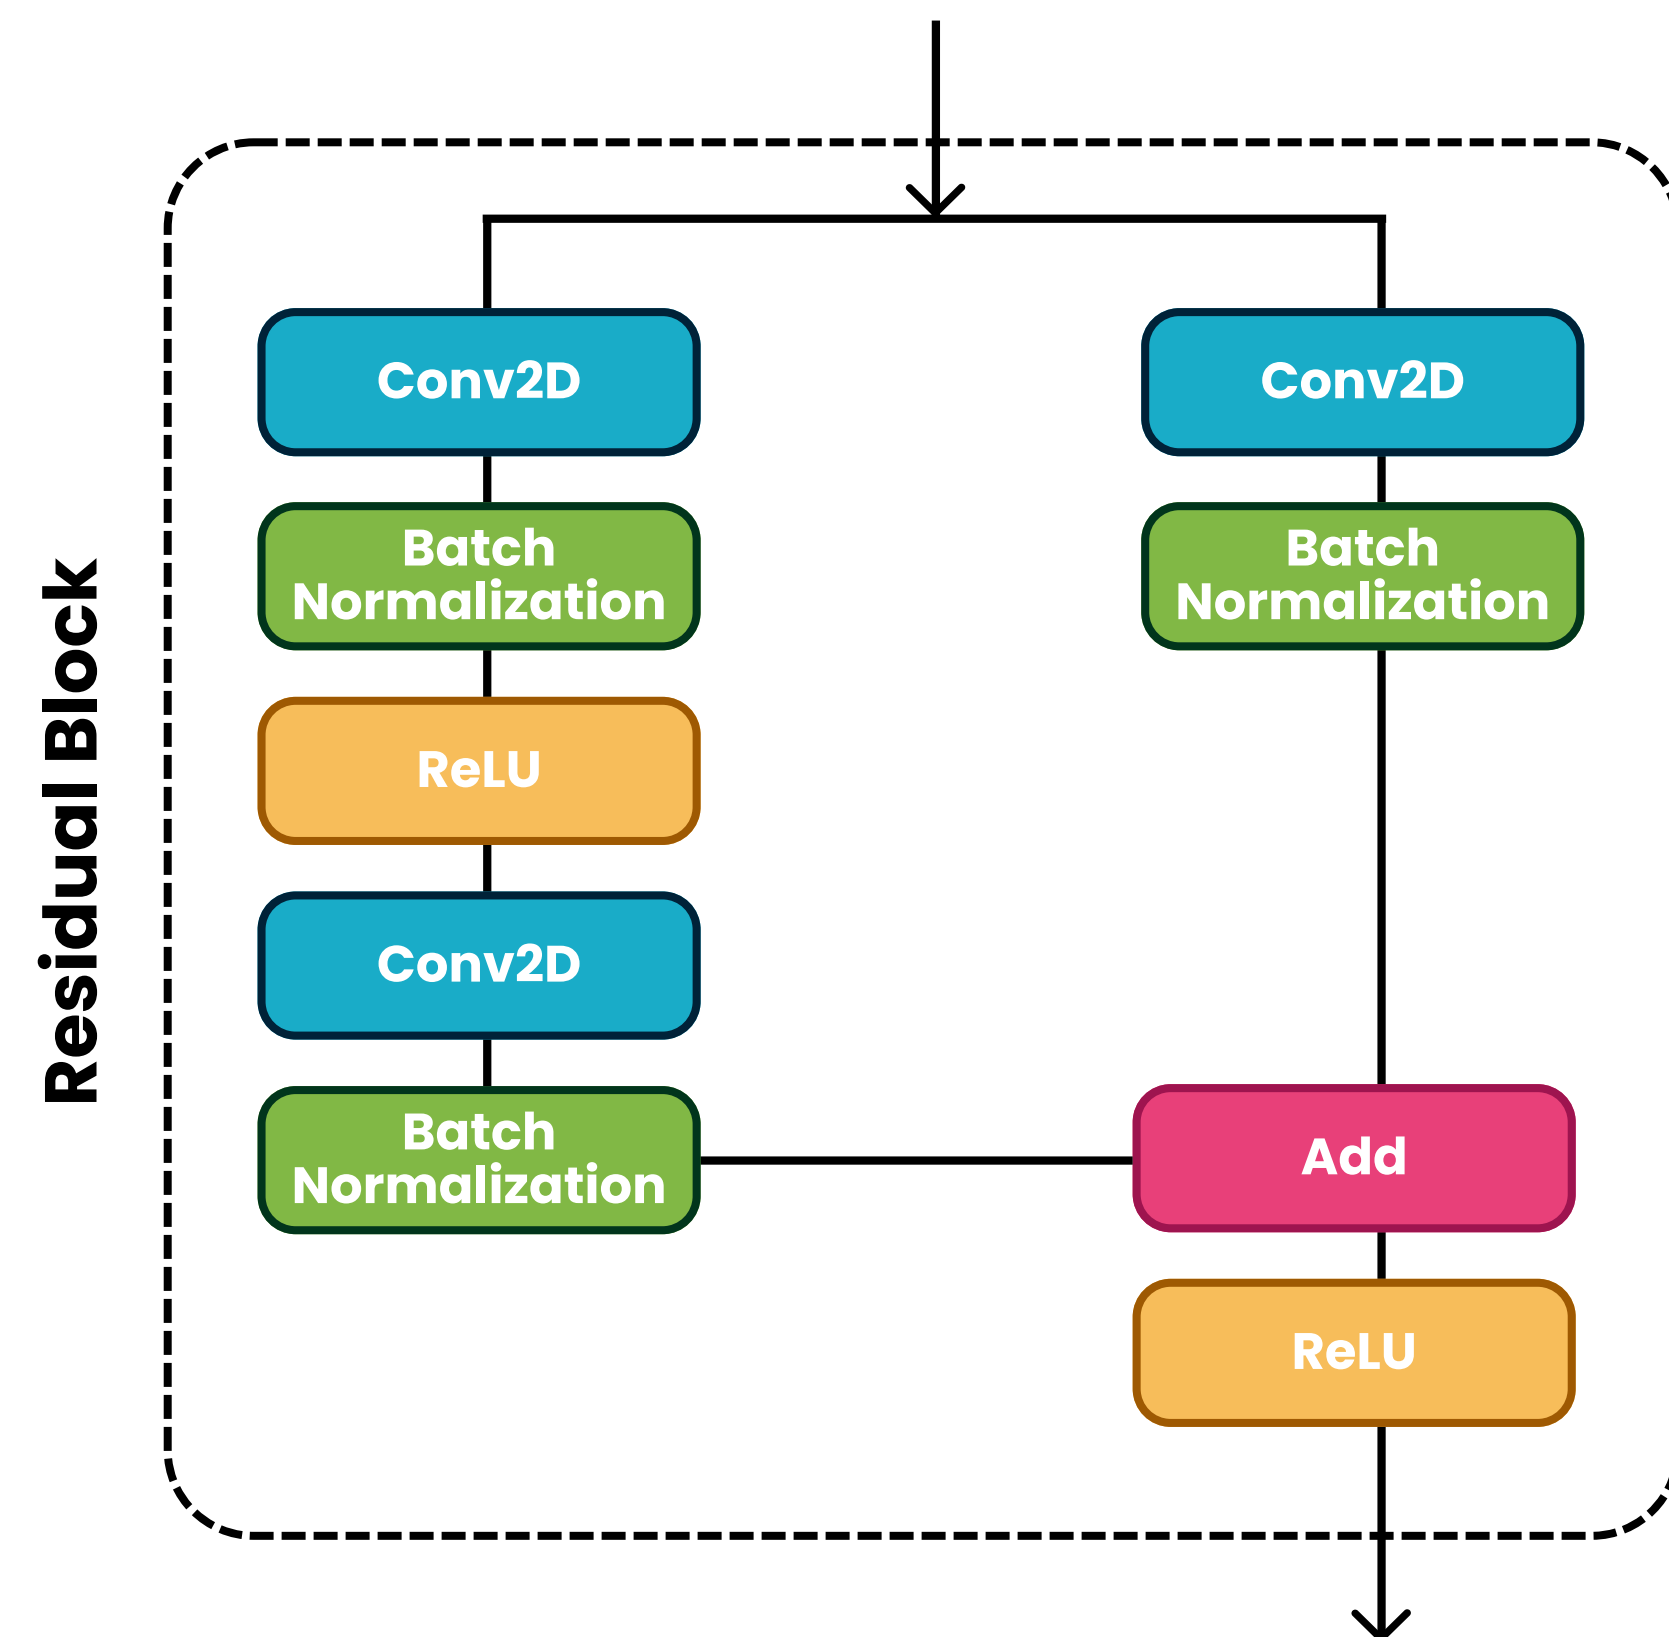 Residual Block
Conv2D
Batch
Normalization
ReLU
Conv2D
Batch
Normalization
Conv2D
Batch
Normalization
Add
ReLU